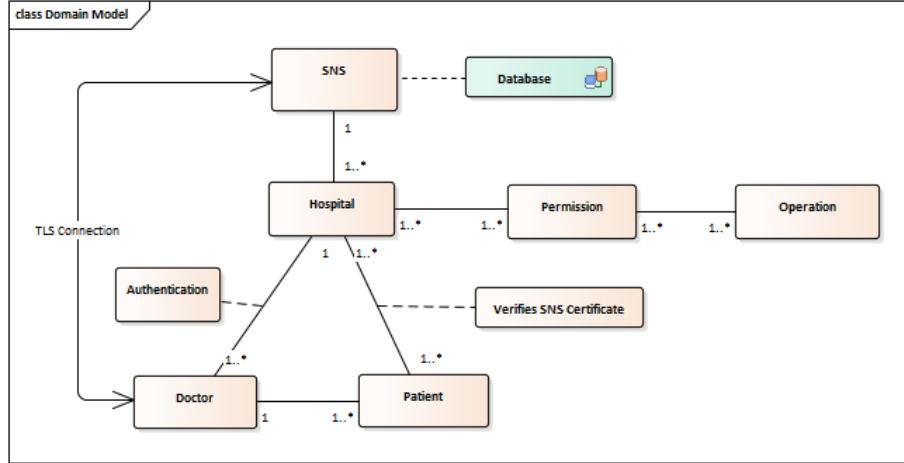 class Domain Model
SNS
Database
1
1..*
Hospital
Permission
Operation
1..*
1..*
1..*
1..*
TLS Connection
1
1..*
Authentication
Verifies SNS Certificate
1..*
1..*
Doctor
Patient
1
1..*